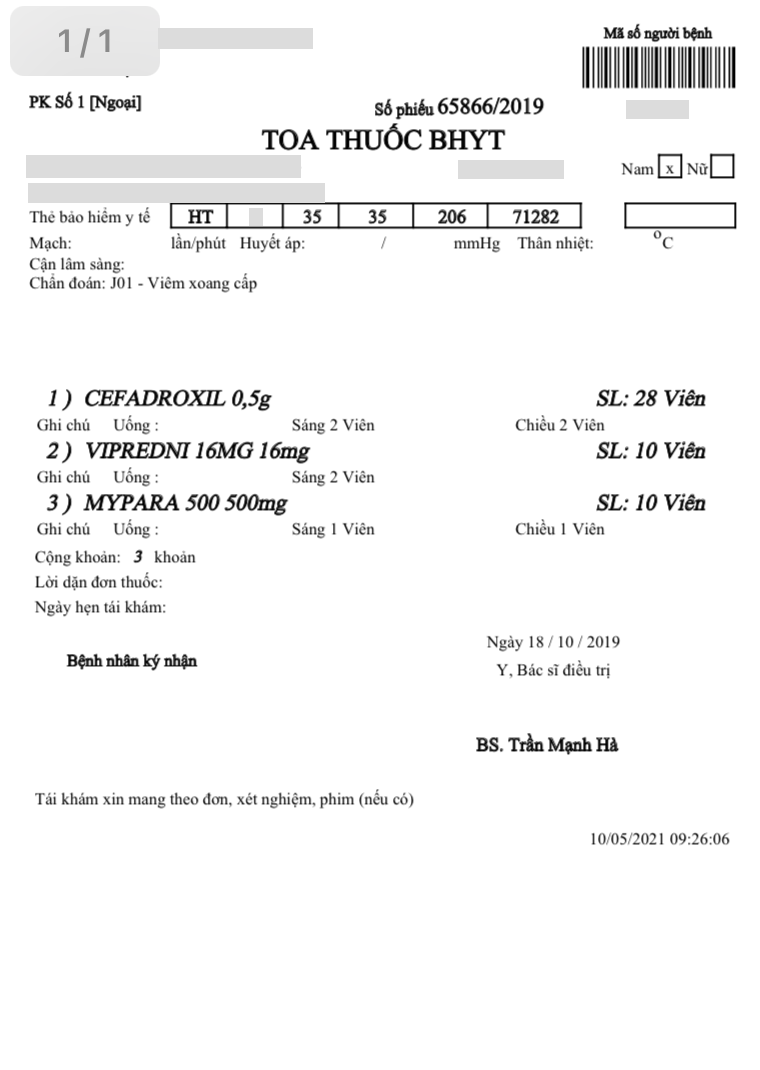 1/1
Mã số người bệnh
PK Số 1 [Ngoại]
Số phiếu 65866/2019
TOA THUỐC BHYT
Nam x Nữ
Thẻ bảo hiểm y tế HT 35 35 206 71282
Mạch: lần/phút Huyết áp: / mmHg Thân nhiệt: ⁰C
Cận lâm sàng:
Chẩn đoán: J01 - Viêm xoang cấp
1 ) CEFADROXIL 0,5g SL: 28 Viên
Ghi chú Uống : Sáng 2 Viên Chiều 2 Viên
2 ) VIPREDNI 16MG 16mg SL: 10 Viên
Ghi chú Uống : Sáng 2 Viên
3 ) MYPARA 500 500mg SL: 10 Viên
Ghi chú Uống : Sáng 1 Viên Chiều 1 Viên
Cộng khoản: 3 khoản
Lời dặn đơn thuốc:
Ngày hẹn tái khám:
Ngày 18 / 10 / 2019
Bệnh nhân ký nhận
Y, Bác sĩ điều trị
BS. Trần Mạnh Hà
Tái khám xin mang theo đơn, xét nghiệm, phim (nếu có)
10/05/2021 09:26:06